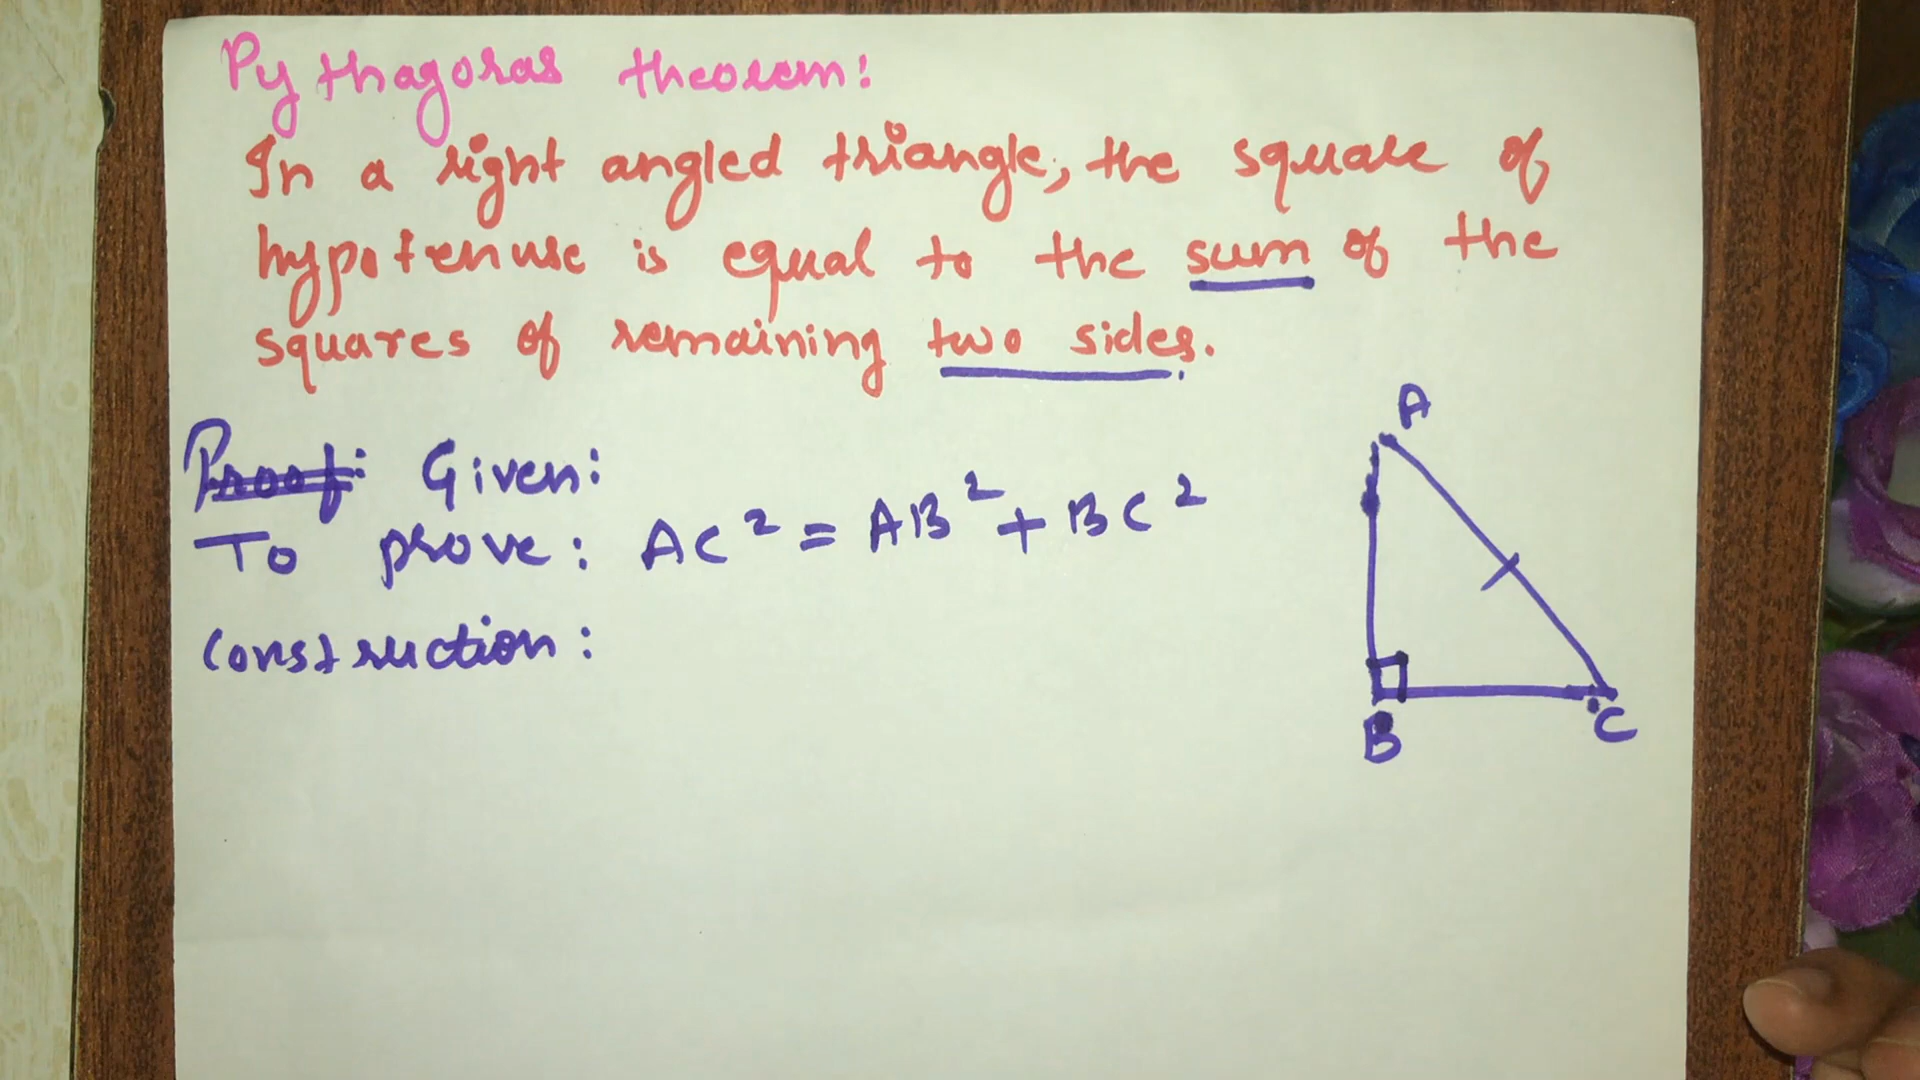 Pythagoras theorem:
In a right angled triangle, the square of
hypotenuse is equal to the sum of the
squares of remaining two sides.
Proof: Given:
To prove: AC² = AB² + BC²
construction:
A
B
C